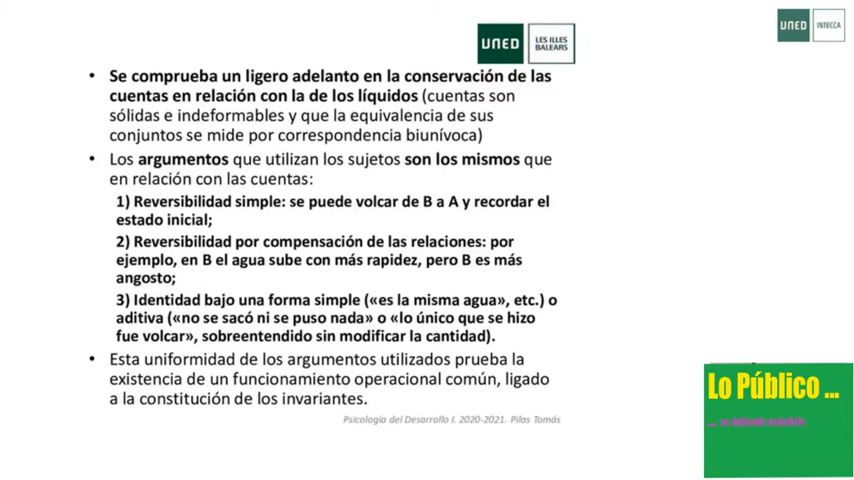 UNED
LES ILLES
BALEARS
UNED
INTECCA
• Se comprueba un ligero adelanto en la conservación de las
cuentas en relación con la de los líquidos (cuentas son
sólidas e indeformables y que la equivalencia de sus
conjuntos se mide por correspondencia biunívoca)
• Los argumentos que utilizan los sujetos son los mismos que
en relación con las cuentas:
1) Reversibilidad simple: se puede volcar de B a A y recordar el
estado inicial;
2) Reversibilidad por compensación de las relaciones: por
ejemplo, en B el agua sube con más rapidez, pero B es más
angosto;
3) Identidad bajo una forma simple («es la misma agua», etc.) o
aditiva («no se sacó ni se puso nada» o «lo único que se hizo
fue volcar», sobreentendido sin modificar la cantidad).
• Esta uniformidad de los argumentos utilizados prueba la
existencia de un funcionamiento operacional común, ligado
a la constitución de los invariantes.
Psicología del Desarrollo I. 2020-2021. Pilas Tomás
Lo Público ...